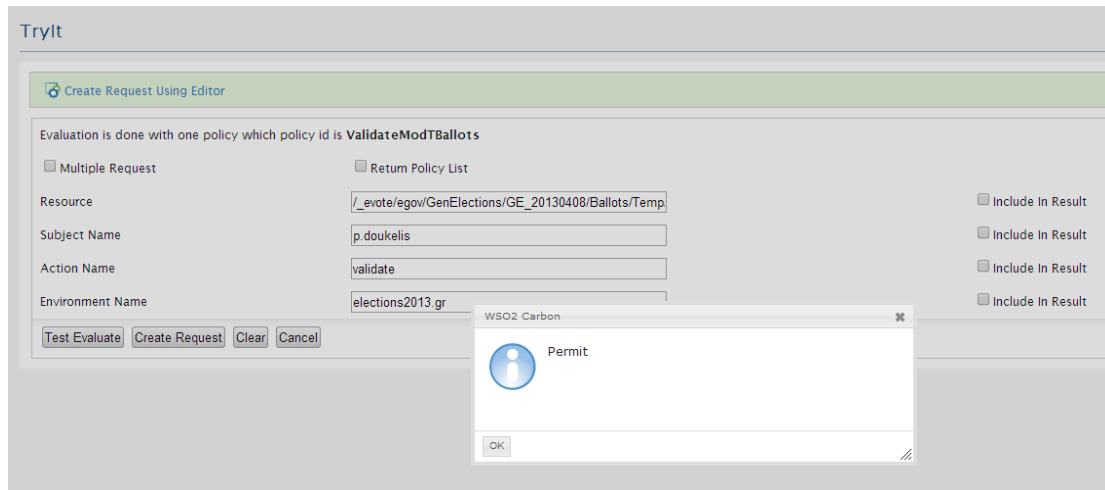 TryIt
Create Request Using Editor
Evaluation is done with one policy which policy id is ValidateModTBallots
Multiple Request Return Policy List
Resource /_evote/egov/GenElections/GE_20130408/Ballots/Temp Include In Result
Subject Name p.doukelis Include In Result
Action Name validate Include In Result
Environment Name elections2013.gr Include In Result
Test Evaluate Create Request Clear Cancel
WSO2 Carbon
Permit
OK